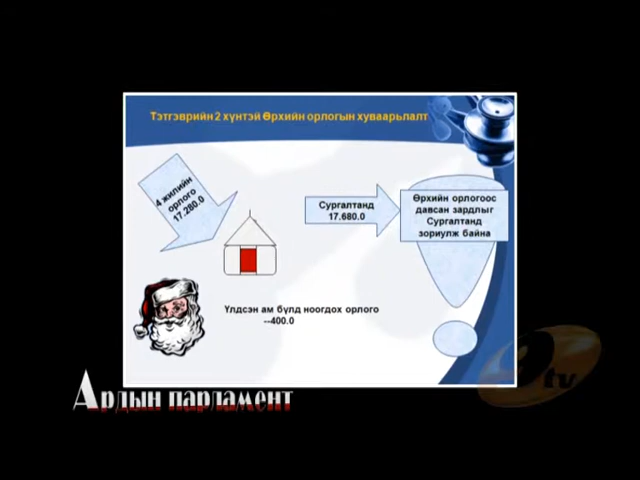 Тэтгэврийн 2 хүнтэй Өрхийн орлогын хуваарьлалт
4 жилийн
орлого
17.280.0
Сургалтанд
17.680.0
Өрхийн орлогоос
давсан зардлыг
Сургалтанд
зориулж байна
Үлдсэн ам бүлд ноогдох орлого
--400.0
Ардын парламент
9tv